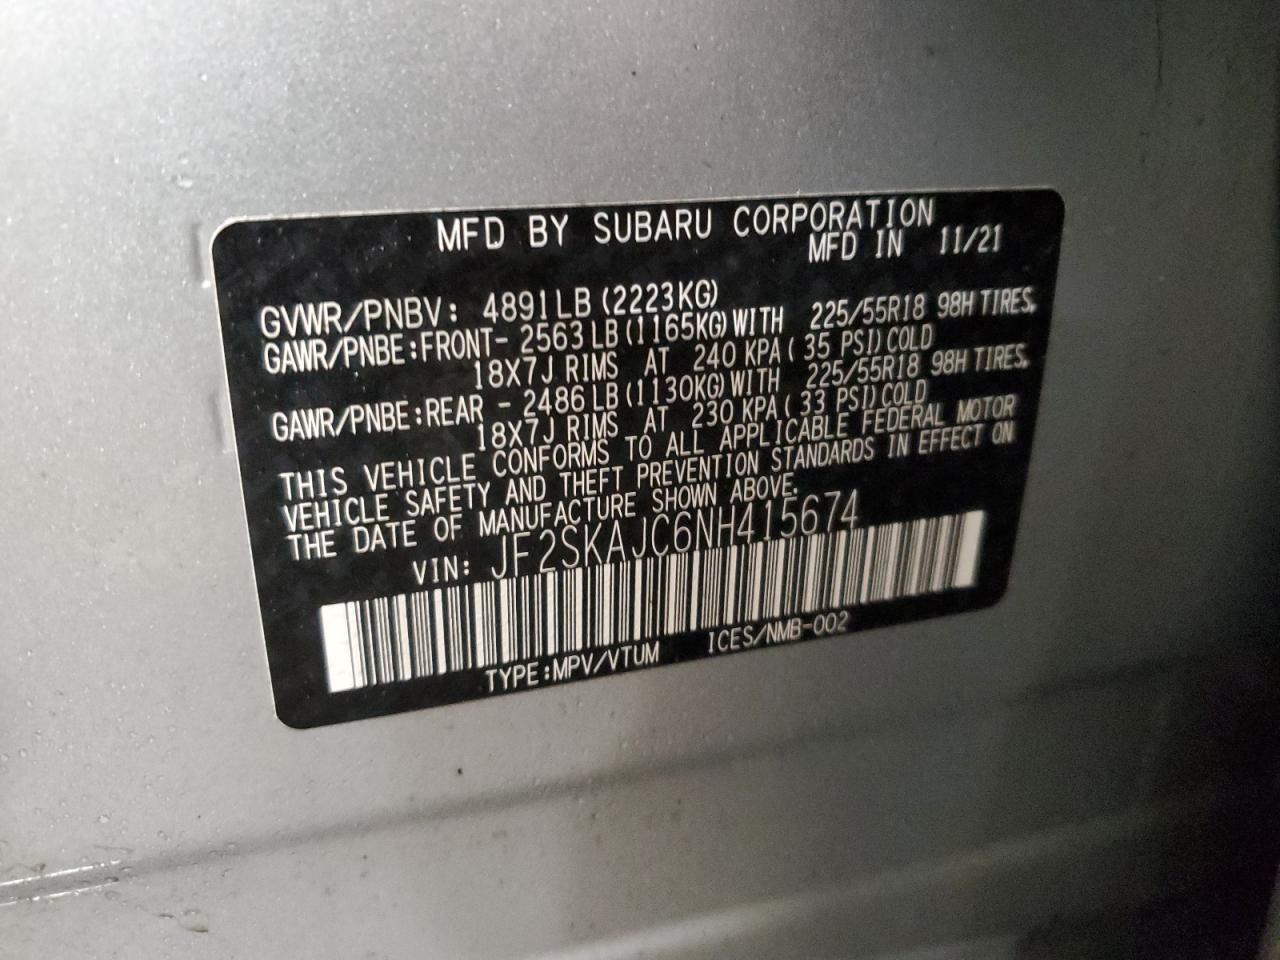 MFD BY SUBARU CORPORATION
MFD IN 11/21
GVWR/PNBV: 4891LB (2223KG)
GAWR/PNBE:FRONT- 2563LB (1165KG) WITH 225/55R18 98H TIRES,
18X7J RIMS AT 240 KPA ( 35 PSI) COLD
GAWR/PNBE:REAR - 2486LB (1130KG) WITH 225/55R18 98H TIRES,
18X7J RIMS AT 230 KPA ( 33 PSI) COLD
THIS VEHICLE CONFORMS TO ALL APPLICABLE FEDERAL MOTOR
VEHICLE SAFETY AND THEFT PREVENTION STANDARDS IN EFFECT ON
THE DATE OF MANUFACTURE SHOWN ABOVE.
VIN: JF2SKAJC6NH415674
TYPE:MPV/VTUM ICES/NMB-002